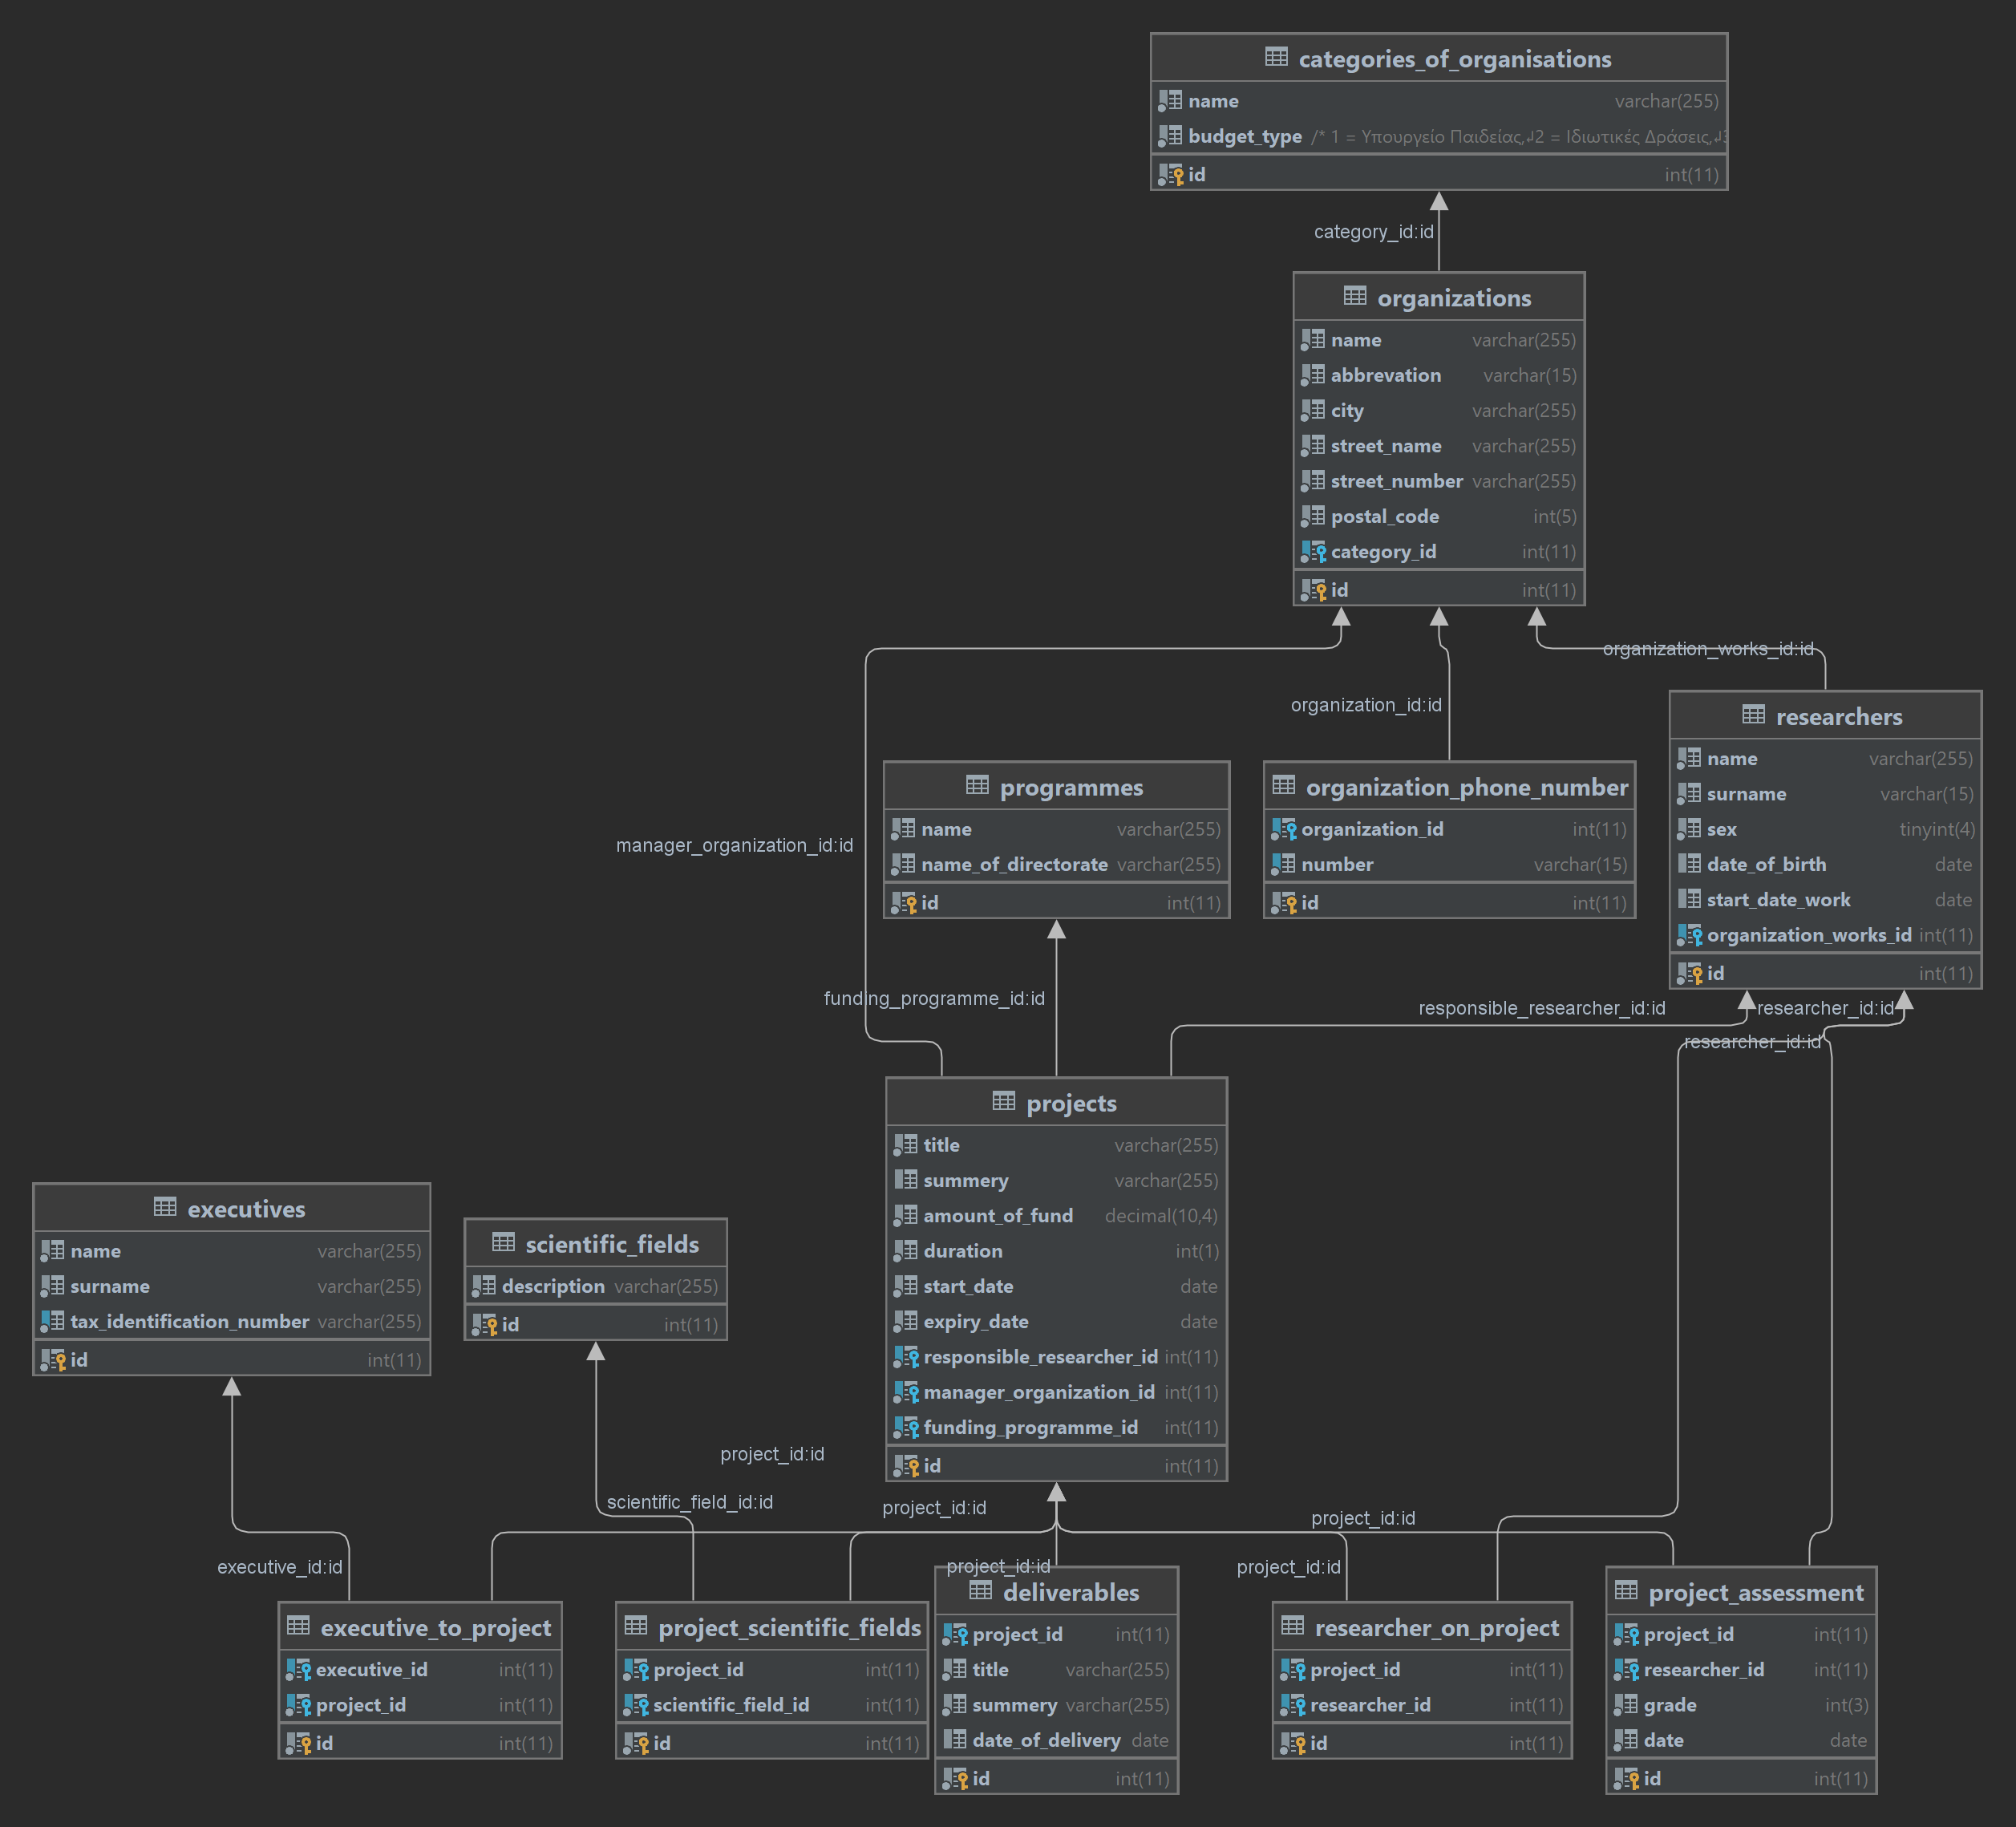 categories_of_organisations
name varchar(255)
budget_type /* 1 = Υπουργείο Παιδείας,↲2 = Ιδιωτικές Δράσεις,↲3
id int(11)
category_id:id
organizations
name varchar(255)
abbrevation varchar(15)
city varchar(255)
street_name varchar(255)
street_number varchar(255)
postal_code int(5)
category_id int(11)
id int(11)
organization_works_id:id
organization_id:id
manager_organization_id:id
researchers
name varchar(255)
surname varchar(15)
sex tinyint(4)
date_of_birth date
start_date_work date
organization_works_id int(11)
id int(11)
programmes
name varchar(255)
name_of_directorate varchar(255)
id int(11)
organization_phone_number
organization_id int(11)
number varchar(15)
id int(11)
funding_programme_id:id
responsible_researcher_id:id
researcher_id:id
researcher_id:id
projects
title varchar(255)
summery varchar(255)
amount_of_fund decimal(10,4)
duration int(1)
start_date date
expiry_date date
responsible_researcher_id int(11)
manager_organization_id int(11)
funding_programme_id int(11)
id int(11)
executives
name varchar(255)
surname varchar(255)
tax_identification_number varchar(255)
id int(11)
scientific_fields
description varchar(255)
id int(11)
project_id:id
scientific_field_id:id
project_id:id
project_id:id
executive_id:id
project_id:id
project_id:id
executive_to_project
executive_id int(11)
project_id int(11)
id int(11)
project_scientific_fields
project_id int(11)
scientific_field_id int(11)
id int(11)
deliverables
project_id int(11)
title varchar(255)
summery varchar(255)
date_of_delivery date
id int(11)
researcher_on_project
project_id int(11)
researcher_id int(11)
id int(11)
project_assessment
project_id int(11)
researcher_id int(11)
grade int(3)
date date
id int(11)